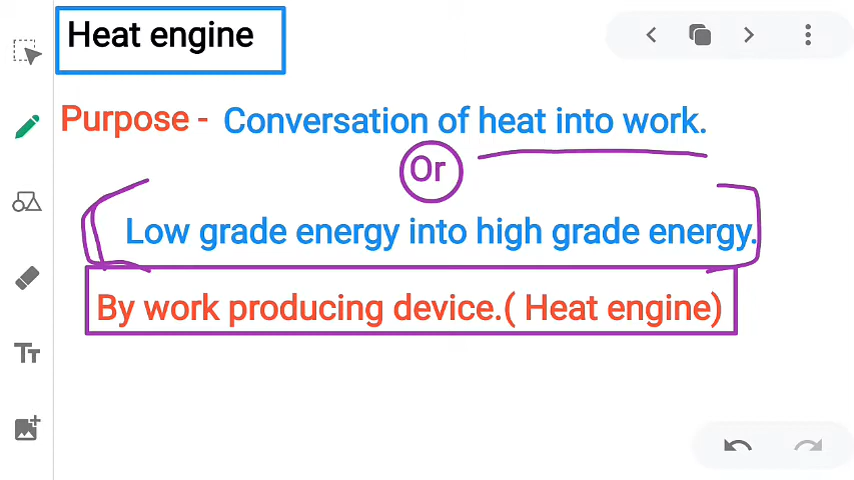 Heat engine
Purpose - Conversation of heat into work.
Or
Low grade energy into high grade energy.
By work producing device.( Heat engine)
TT